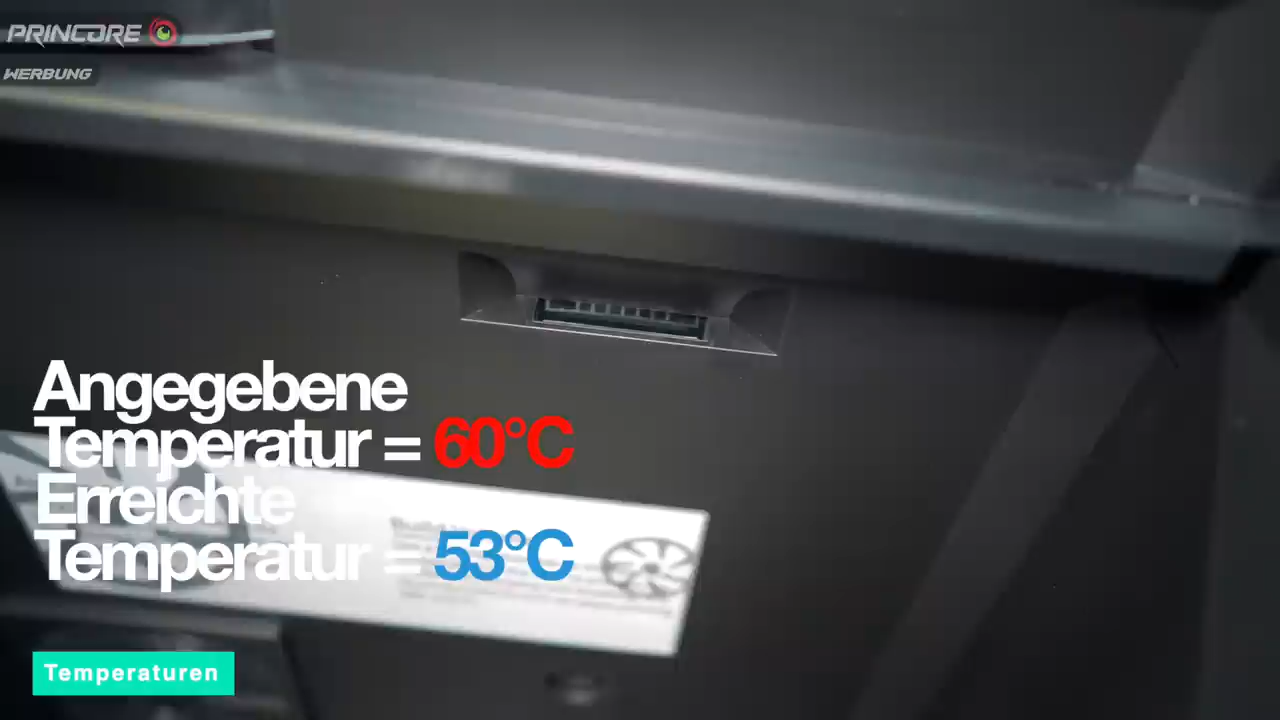 PRINCORE
WERBUNG
Angegebene
Temperatur = 60°C
Erreichte
Temperatur = 53°C
Temperaturen